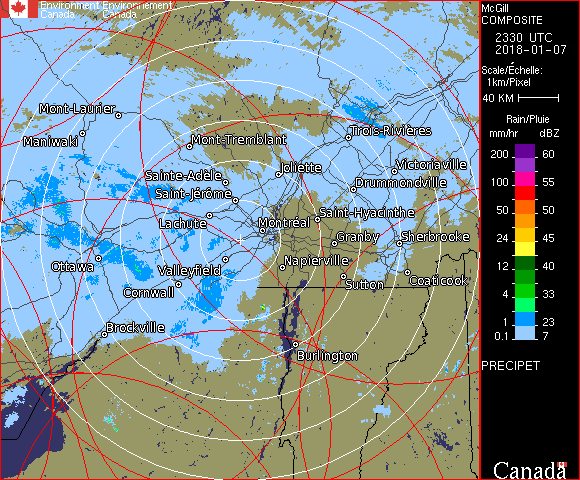 Environment Environnement
Canada Canada
McGill
COMPOSITE
2330 UTC
2018-01-07
Scale/Échelle:
1km/Pixel
40 KM
Rain/Pluie
mm/hr dBZ
200 60
100 55
50 50
24 45
12 40
8 33
4 33
1 23
0.1 7
PRECIPET
Canada
Mont-Laurier
Maniwaki
Mont-Tremblant
Trois-Rivières
Joliette
Victoriaville
Sainte-Adèle
Drummondville
Saint-Jérôme
Saint-Hyacinthe
Lachute
Montréal
Granby
Sherbrooke
Ottawa
Valleyfield
Napierville
Sutton
Coaticook
Cornwall
Brockville
Burlington